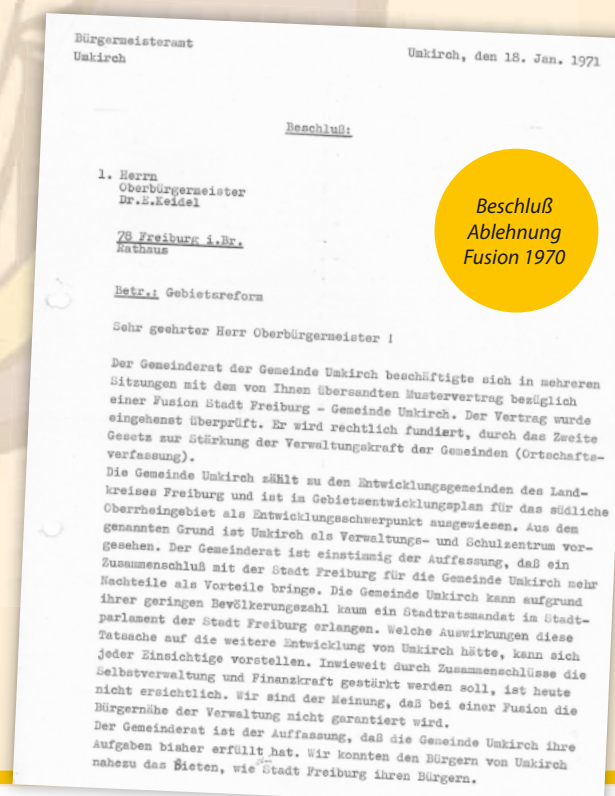 Bürgermeisteramt
Umkirch
Umkirch, den 18. Jan. 1971
Beschluß:
1. Herrn
Oberbürgermeister
Dr.E.Keidel
78 Freiburg i.Br.
Rathaus
Beschluß
Ablehnung
Fusion 1970
Betr.: Gebietsreform
Sehr geehrter Herr Oberbürgermeister !
Der Gemeinderat der Gemeinde Umkirch beschäftigte sich in mehreren
Sitzungen mit dem von Ihnen übersandten Mustervertrag bezüglich
einer Fusion Stadt Freiburg - Gemeinde Umkirch. Der Vertrag wurde
eingehenst überprüft. Er wird rechtlich fundiert, durch das Zweite
Gesetz zur Stärkung der Verwaltungskraft der Gemeinden (Ortschafts-
verfassung).
Die Gemeinde Umkirch zählt zu den Entwicklungsgemeinden des Land-
kreises Freiburg und ist im Gebietsentwicklungsplan für das südliche
Oberrheingebiet als Entwicklungsschwerpunkt ausgewiesen. Aus dem
genannten Grund ist Umkirch als Verwaltungs- und Schulzentrum vor-
gesehen. Der Gemeinderat ist einstimmig der Auffassung, daß ein
Zusammenschluß mit der Stadt Freiburg für die Gemeinde Umkirch mehr
Nachteile als Vorteile bringe. Die Gemeinde Umkirch kann aufgrund
ihrer geringen Bevölkerungszahl kaum ein Stadtratsmandat im Stadt-
parlament der Stadt Freiburg erlangen. Welche Auswirkungen diese
Tatsache auf die weitere Entwicklung von Umkirch hätte, kann sich
jeder Einsichtige vorstellen. Inwieweit durch Zusammenschlüsse die
Selbstverwaltung und Finanzkraft gestärkt werden soll, ist heute
nicht ersichtlich. Wir sind der Meinung, daß bei einer Fusion die
Bürgernähe der Verwaltung nicht garantiert wird.
Der Gemeinderat ist der Auffassung, daß die Gemeinde Umkirch ihre
Aufgaben bisher erfüllt hat. Wir konnten den Bürgern von Umkirch
nahezu das Bieten, wie Stadt Freiburg ihren Bürgern.